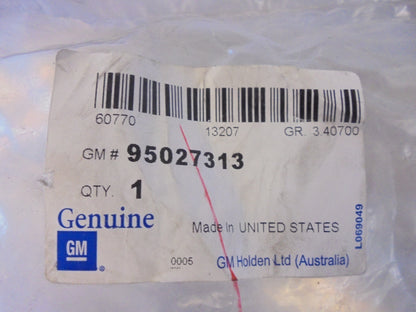 60770 13207 GR. 3.40700
GM # 95027313
QTY. 1
Genuine
GM
Made In UNITED STATES
0005 GM Holden Ltd (Australia)
L069049